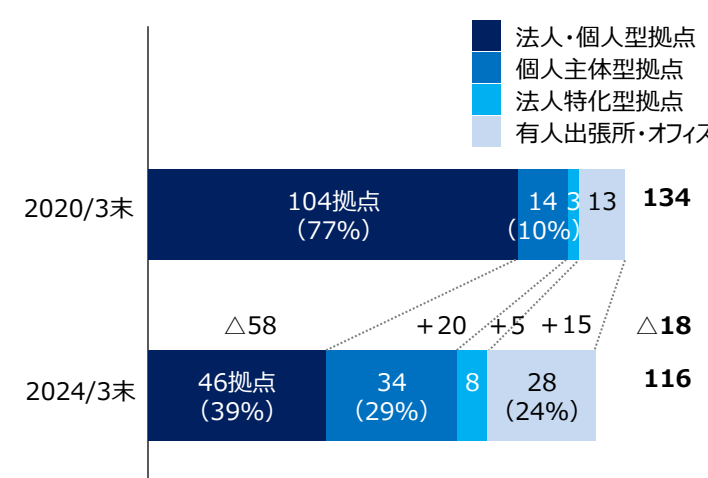 法人・個人型拠点
個人主体型拠点
法人特化型拠点
有人出張所・オフィス
2020/3末
104拠点
(77%)
14
(10%)
3
13
134
△58
+20
+5
+15
△18
2024/3末
46拠点
(39%)
34
(29%)
8
28
(24%)
116